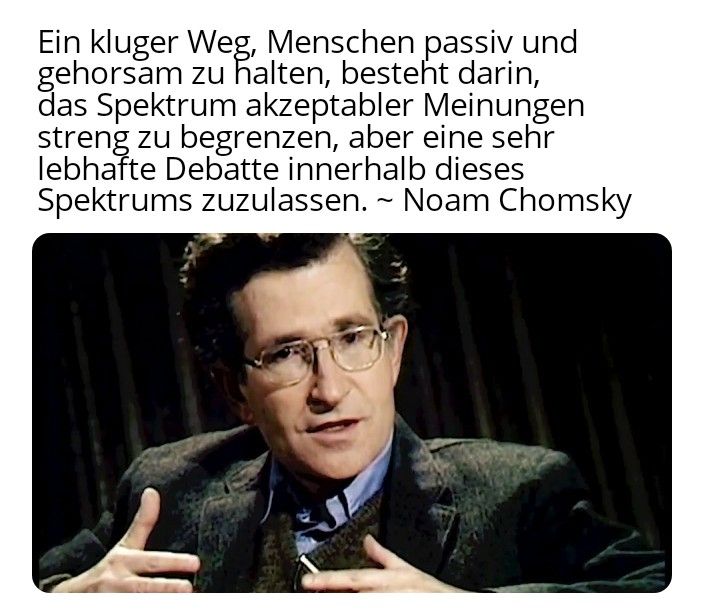 Ein kluger Weg, Menschen passiv und
gehorsam zu halten, besteht darin,
das Spektrum akzeptabler Meinungen
streng zu begrenzen, aber eine sehr
lebhafte Debatte innerhalb dieses
Spektrums zuzulassen. ~ Noam Chomsky